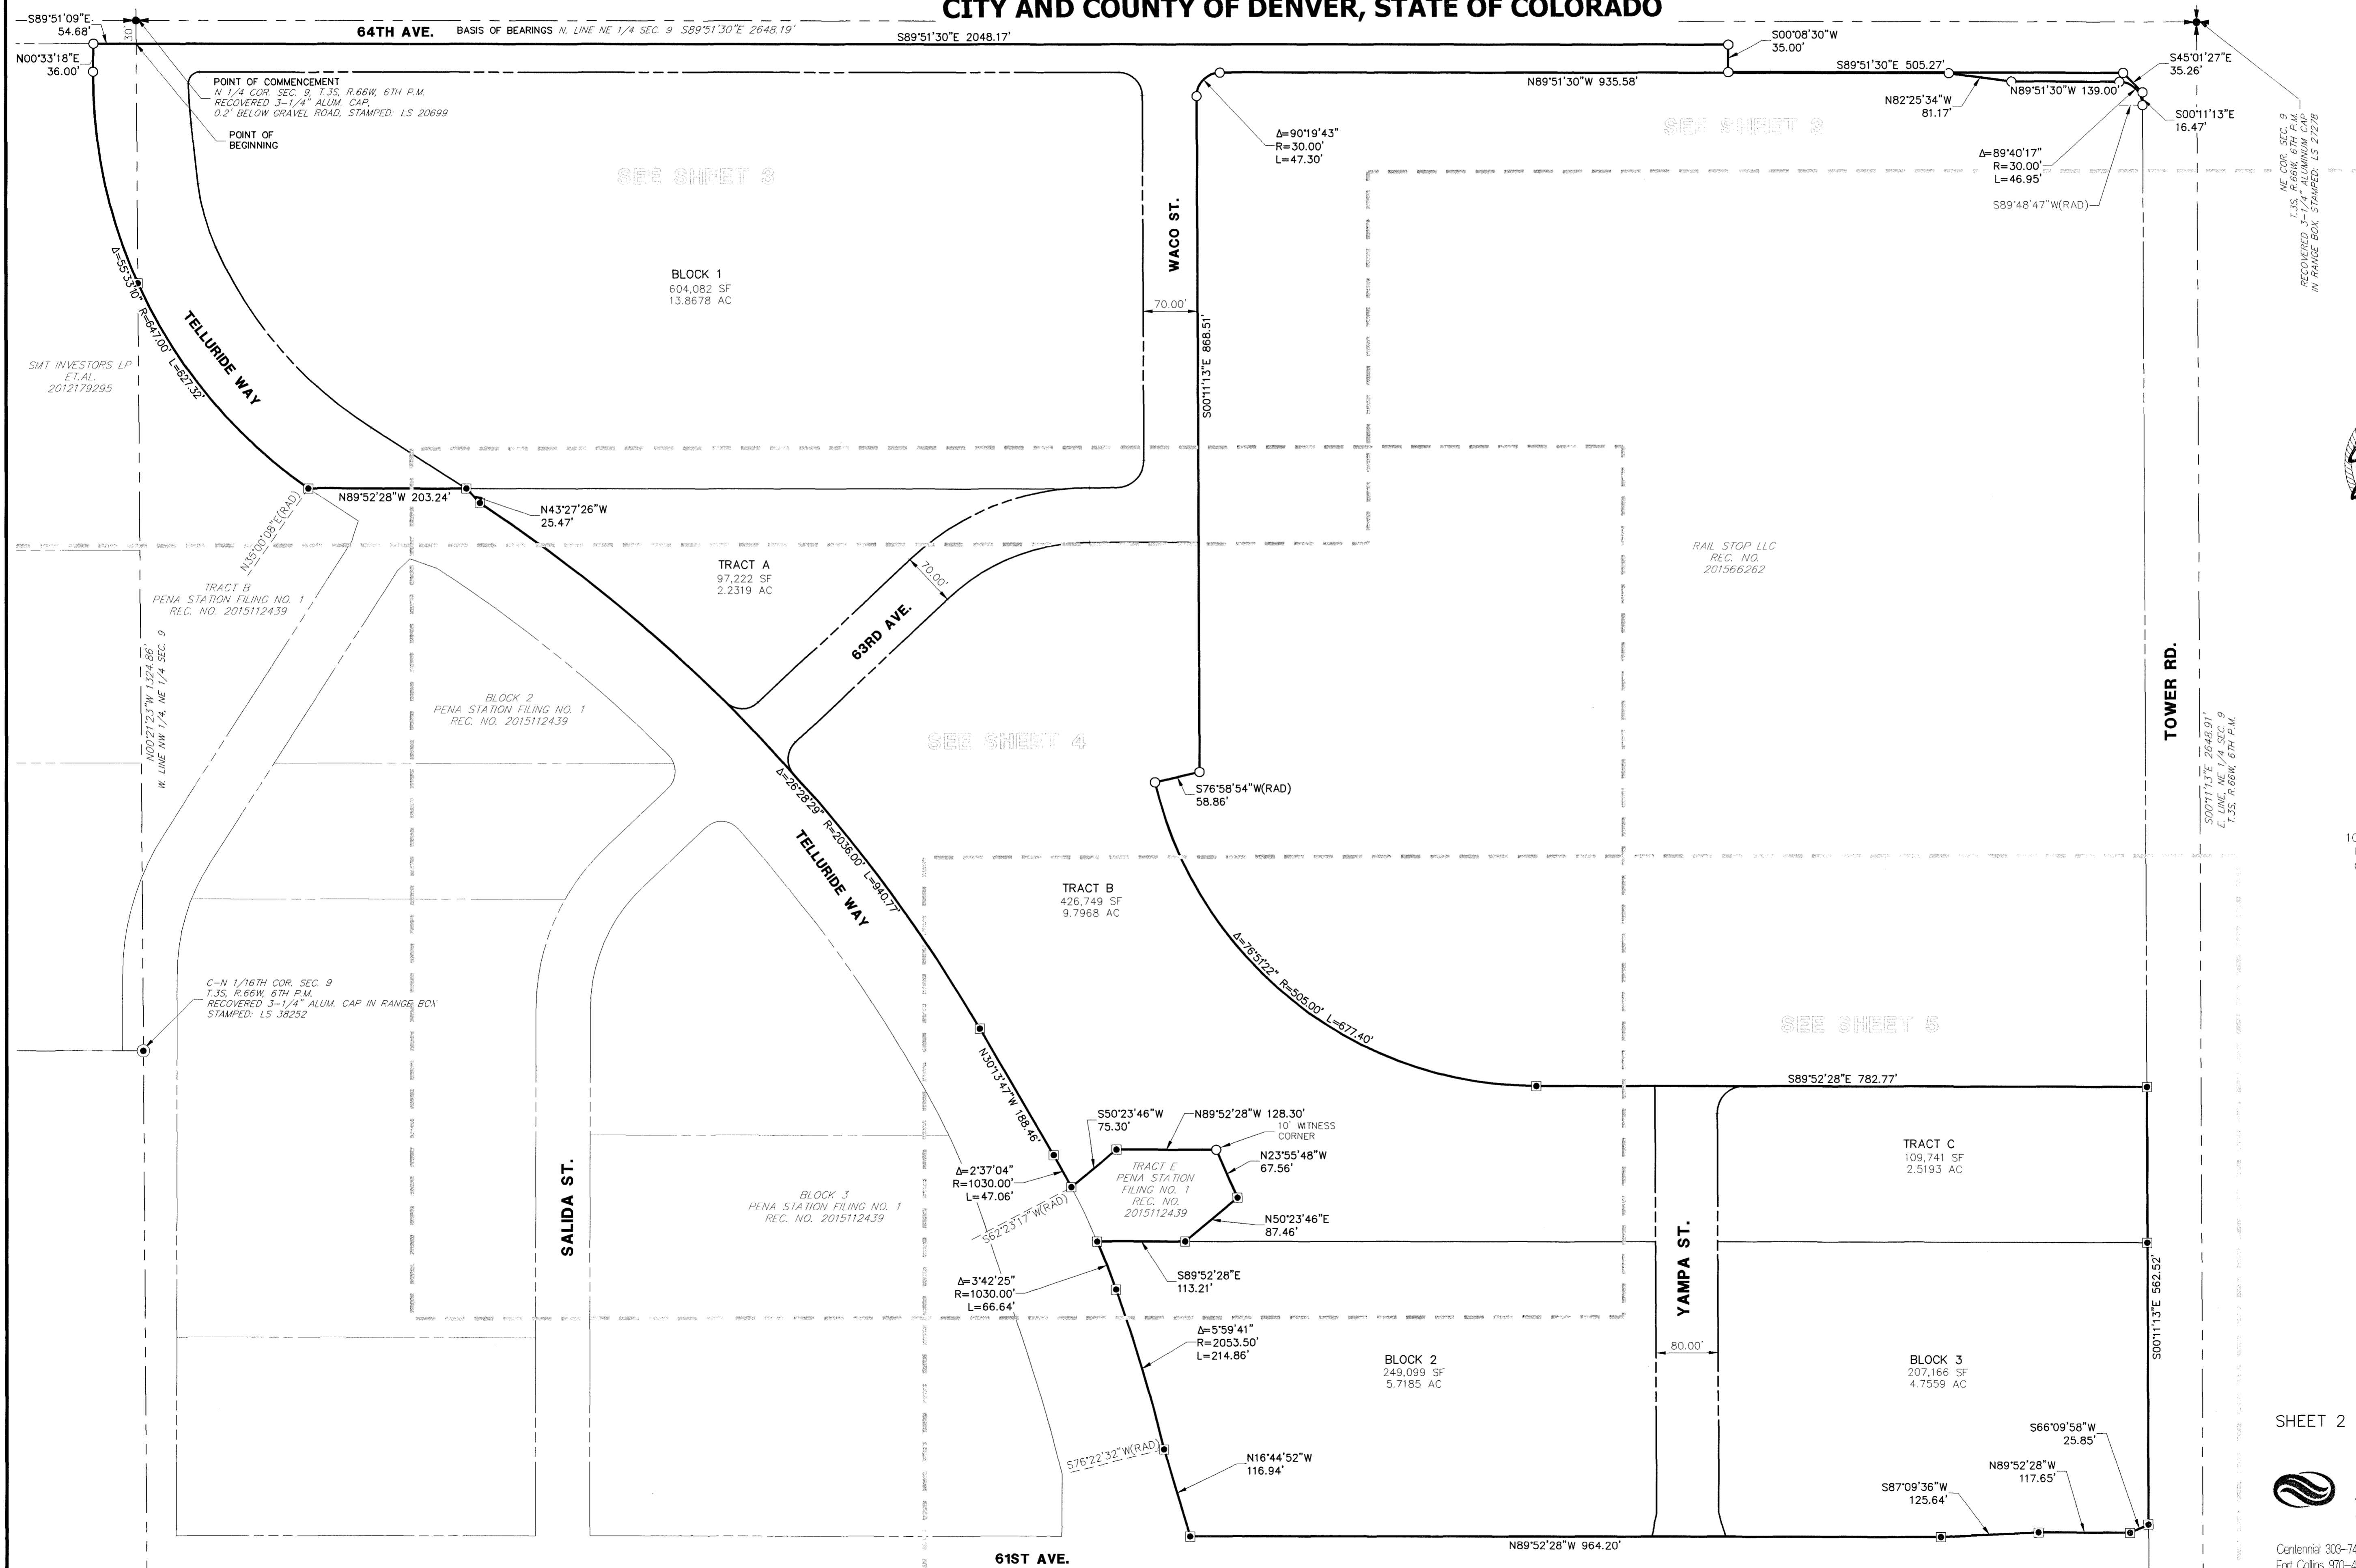 CITY AND COUNTY OF DENVER, STATE OF COLORADO
S89°51'09"E
54.68'
30'
64TH AVE.
BASIS OF BEARINGS N. LINE NE 1/4 SEC. 9 S89°51'30"E 2648.19'
S89°51'30"E 2048.17'
S00°08'30"W
35.00'
N00°33'18"E
36.00'
POINT OF COMMENCEMENT
N 1/4 COR. SEC. 9, T.3S, R.66W, 6TH P.M.
RECOVERED 3-1/4" ALUM. CAP,
0.2' BELOW GRAVEL ROAD, STAMPED: LS 20699
POINT OF
BEGINNING
N89°51'30"W 935.58'
S89°51'30"E 505.27'
S45°01'27"E
35.26'
N82°25'34"W
81.17'
N89°51'30"W 139.00'
S00°11'13"E
16.47'
Δ=90°19'43"
R=30.00'
L=47.30'
Δ=89°40'17"
R=30.00'
L=46.95'
S89°48'47"W(RAD)
NE COR. SEC. 9
T.3S, R.66W, 6TH P.M.
RECOVERED 3-1/4" ALUMINUM CAP
IN RANGE BOX, STAMPED: LS 27278
SEE SHEET 3
SEE SHEET 2
WACO ST.
70.00'
S00°11'13"E 868.51'
BLOCK 1
604,082 SF
13.8678 AC
Δ=55°33'10" R=647.00' L=627.32'
TELLURIDE WAY
SMT INVESTORS LP
ET.AL.
2012179295
N89°52'28"W 203.24'
N43°27'26"W
25.47'
N35°00'08"E(RAD)
TRACT A
97,222 SF
2.2319 AC
70.00'
63RD AVE.
RAIL STOP LLC
REC. NO.
201566262
TRACT B
PENA STATION FILING NO. 1
REC. NO. 2015112439
N00°21'23"W 1324.86'
W. LINE NW 1/4, NE 1/4 SEC. 9
BLOCK 2
PENA STATION FILING NO. 1
REC. NO. 2015112439
SEE SHEET 4
TOWER RD.
S00°11'13"E 2648.91'
E. LINE, NE 1/4 SEC. 9
T.3S, R.66W, 6TH P.M.
S76°58'54"W(RAD)
58.86'
Δ=26°28'29" R=2036.00' L=940.77'
TELLURIDE WAY
TRACT B
426,749 SF
9.7968 AC
Δ=76°51'22" R=505.00' L=677.40'
C-N 1/16TH COR. SEC. 9
T.3S, R.66W, 6TH P.M.
RECOVERED 3-1/4" ALUM. CAP IN RANGE BOX
STAMPED: LS 38252
SEE SHEET 5
N30°13'47"W 188.46'
S89°52'28"E 782.77'
S50°23'46"W
75.30'
N89°52'28"W 128.30'
10' WITNESS
CORNER
N23°55'48"W
67.56'
TRACT C
109,741 SF
2.5193 AC
Δ=2°37'04"
R=1030.00'
L=47.06'
TRACT E
PENA STATION
FILING NO. 1
REC. NO.
2015112439
SALIDA ST.
BLOCK 3
PENA STATION FILING NO. 1
REC. NO. 2015112439
S62°23'17"W(RAD)
N50°23'46"E
87.46'
YAMPA ST.
S89°52'28"E
113.21'
Δ=3°42'25"
R=1030.00'
L=66.64'
S00°11'13"E 562.52'
Δ=5°59'41"
R=2053.50'
L=214.86'
BLOCK 2
249,099 SF
5.7185 AC
80.00'
BLOCK 3
207,166 SF
4.7559 AC
S76°22'32"W(RAD)
N16°44'52"W
116.94'
S66°09'58"W
25.85'
N89°52'28"W
117.65'
S87°09'36"W
125.64'
N89°52'28"W 964.20'
61ST AVE.
SHEET 2
Centennial 303-74
Fort Collins 970-4